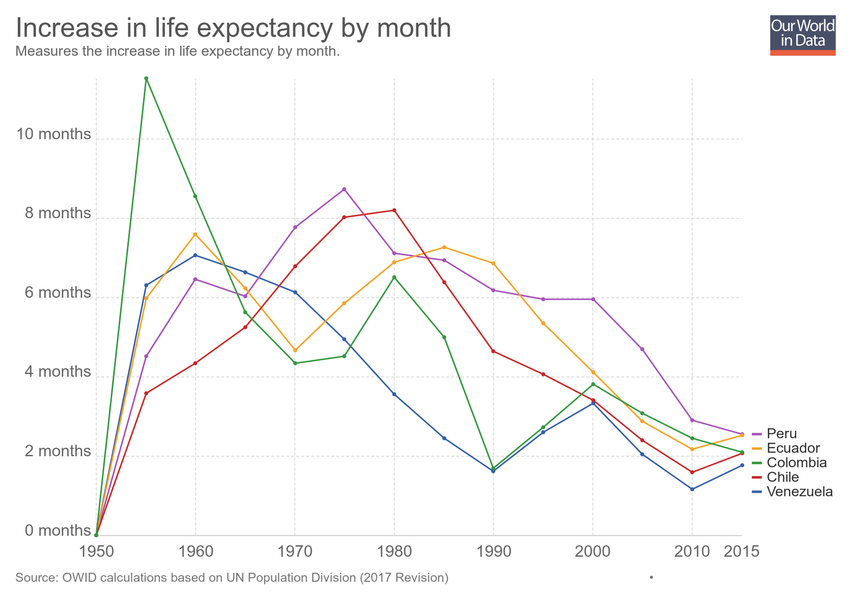 Increase in life expectancy by month
Measures the increase in life expectancy by month.
Our World
in Data
10 months
8 months
6 months
4 months
2 months
0 months
1950 1960 1970 1980 1990 2000 2010 2015
Peru
Ecuador
Colombia
Chile
Venezuela
Source: OWID calculations based on UN Population Division (2017 Revision)